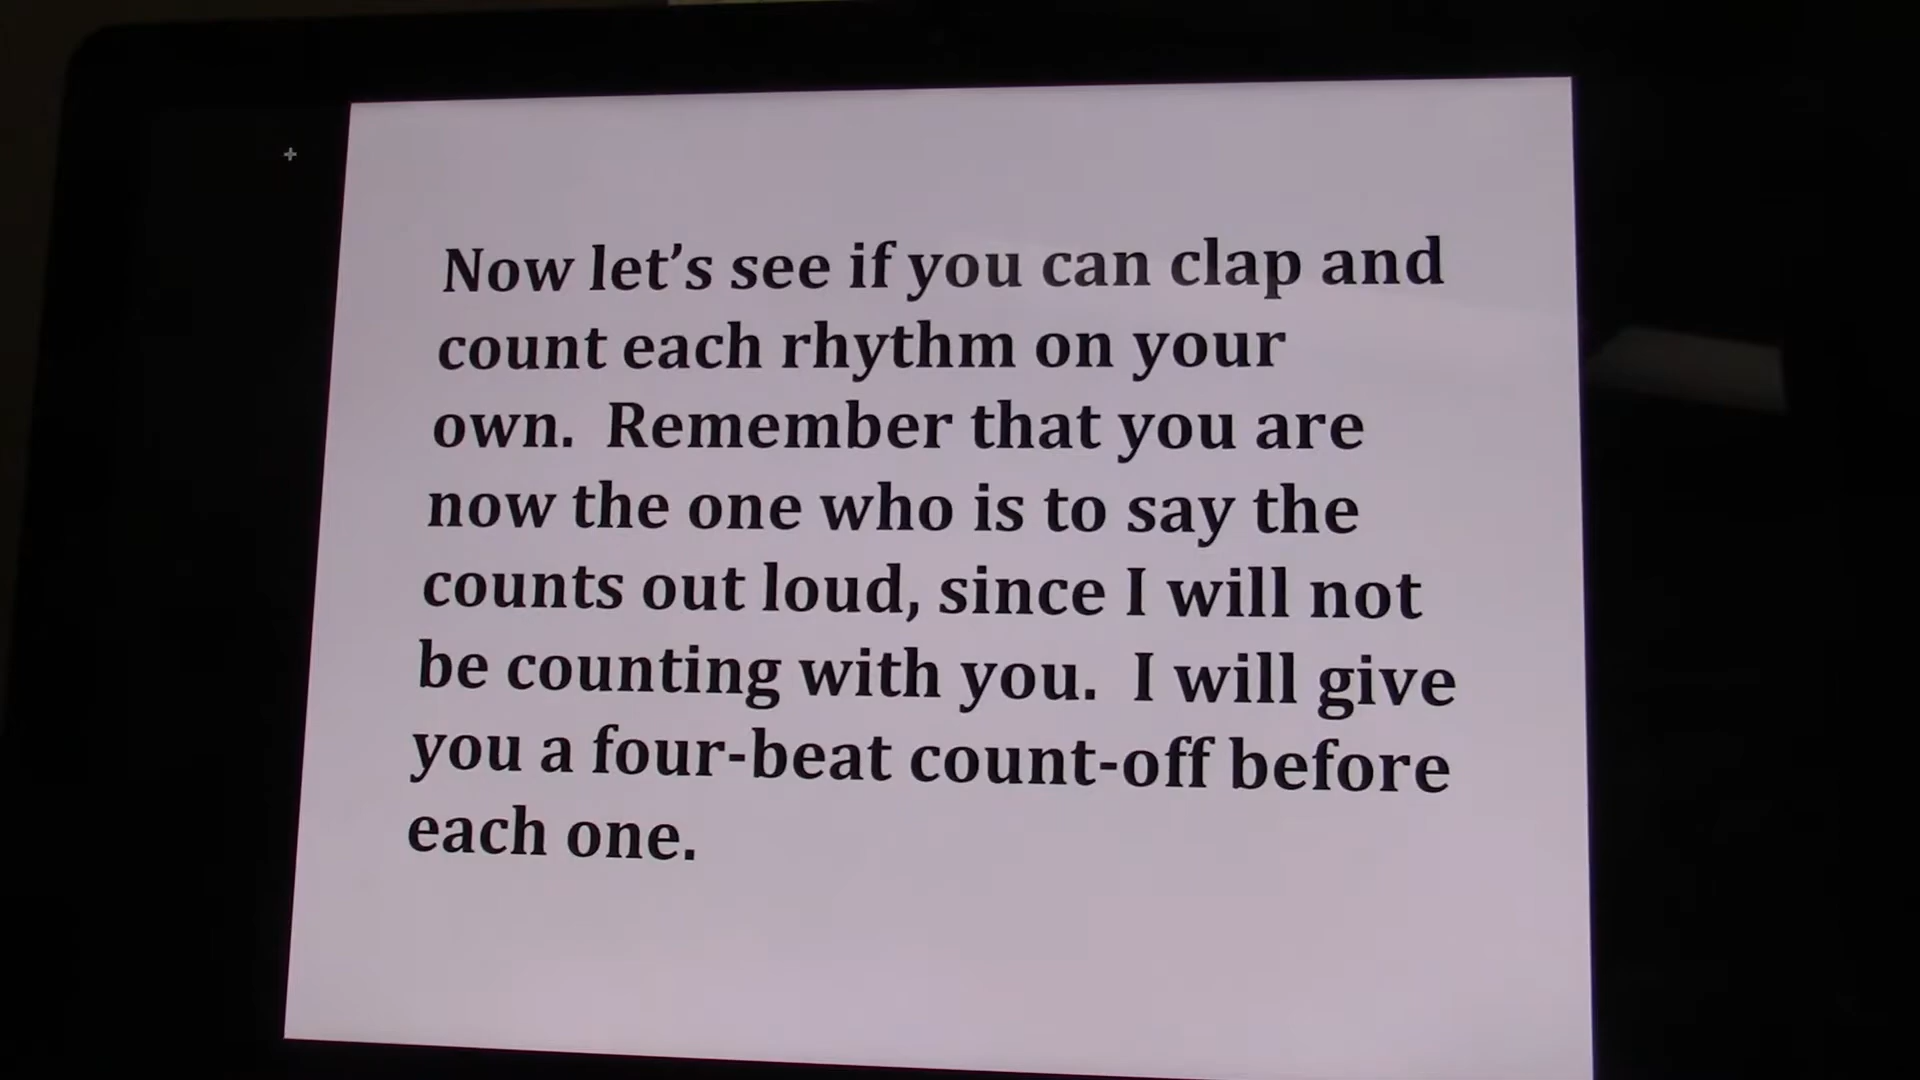 Now let’s see if you can clap and
count each rhythm on your
own.  Remember that you are
now the one who is to say the
counts out loud, since I will not
be counting with you.  I will give
you a four-beat count-off before
each one.